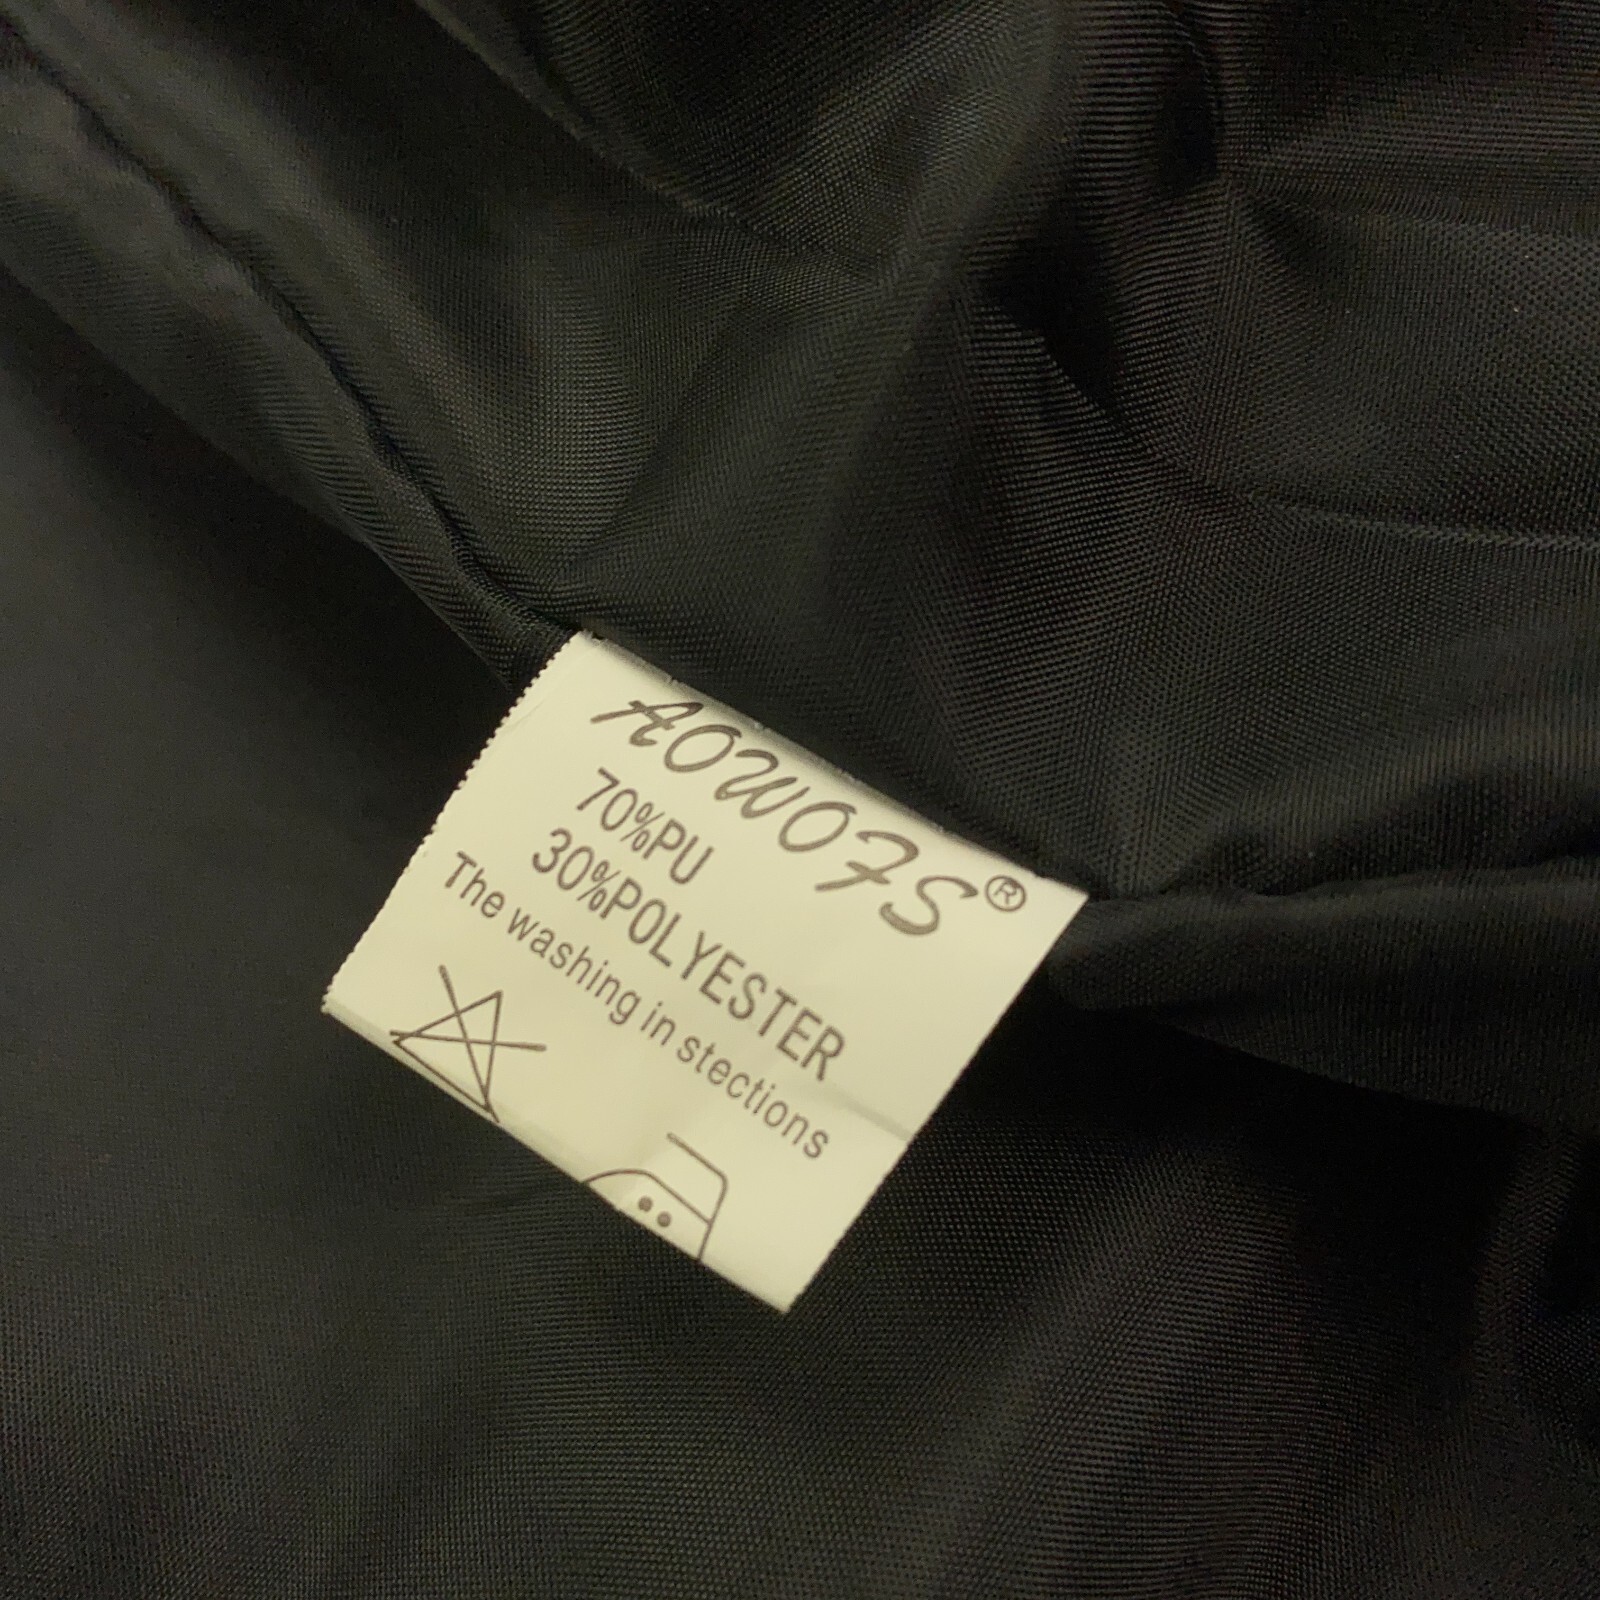 AOWOFS®
70%PU
30%POLYESTER
The washing in stections